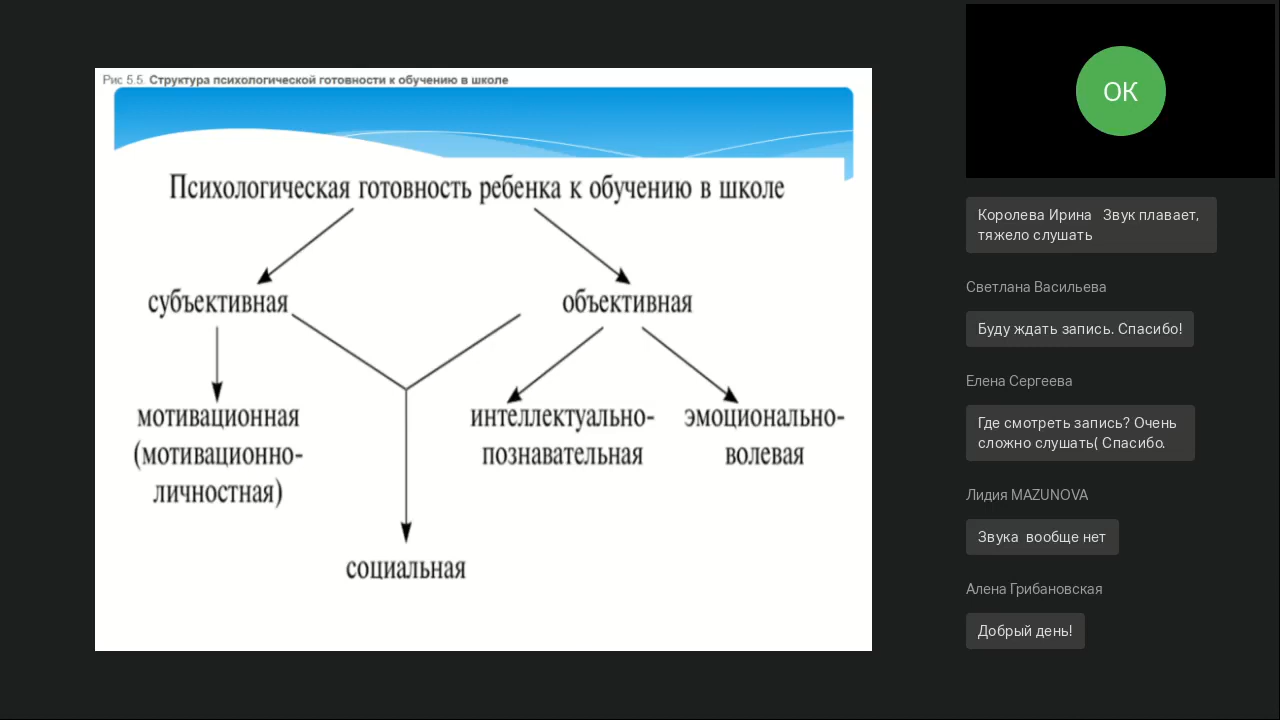 Рис 5.5. Структура психологической готовности к обучению в школе
Психологическая готовность ребенка к обучению в школе
субъективная
объективная
мотивационная
(мотивационно-
личностная)
интеллектуально-
познавательная
эмоционально-
волевая
социальная
ОК
Королева Ирина Звук плавает,
тяжело слушать
Светлана Васильева
Буду ждать запись. Спасибо!
Елена Сергеева
Где смотреть запись? Очень
сложно слушать( Спасибо.
Лидия MAZUNOVA
Звука вообще нет
Алена Грибановская
Добрый день!